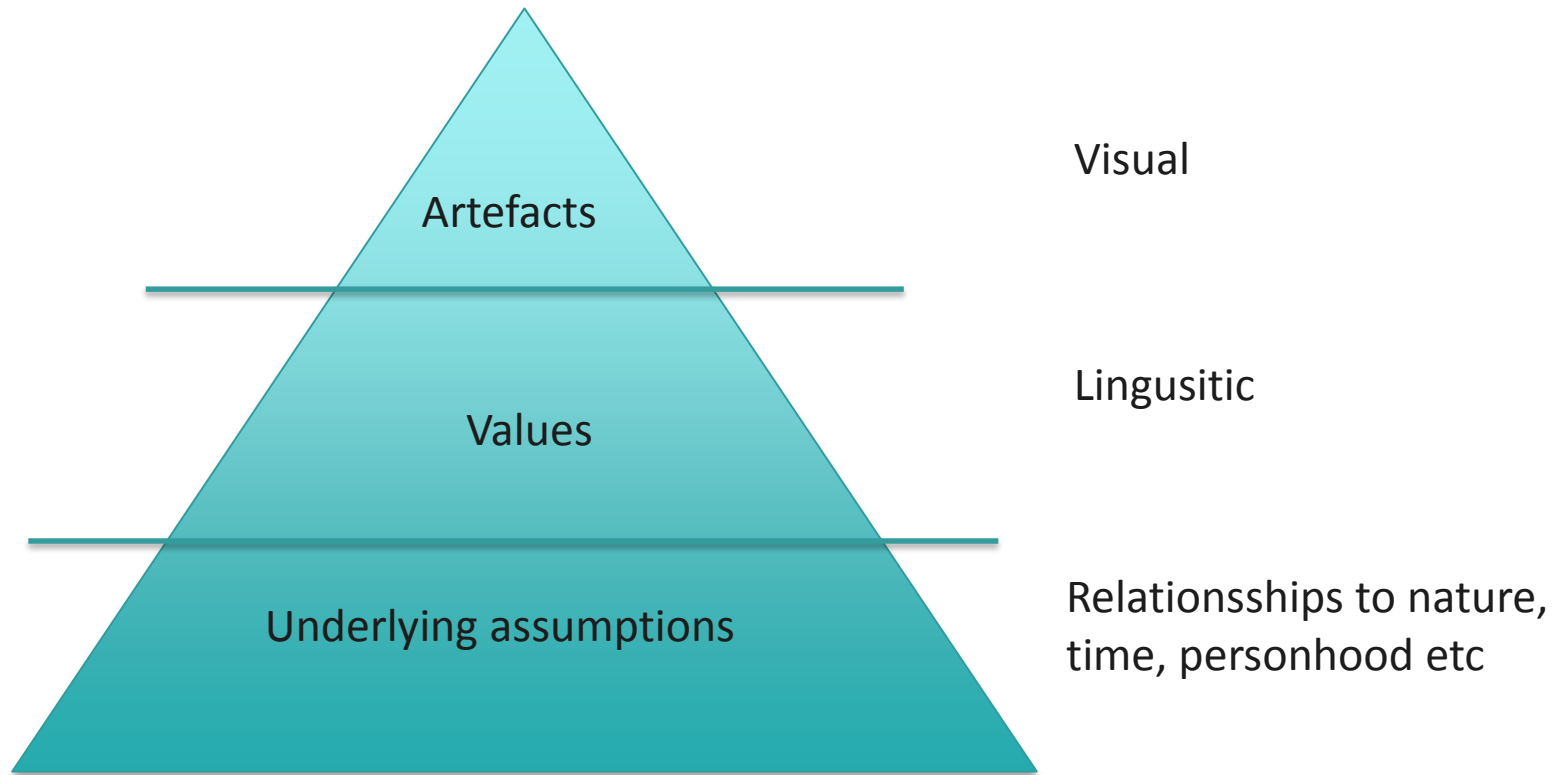 Visual
Artefacts
Lingusitic
Values
Relationsships to nature,
time, personhood etc
Underlying assumptions